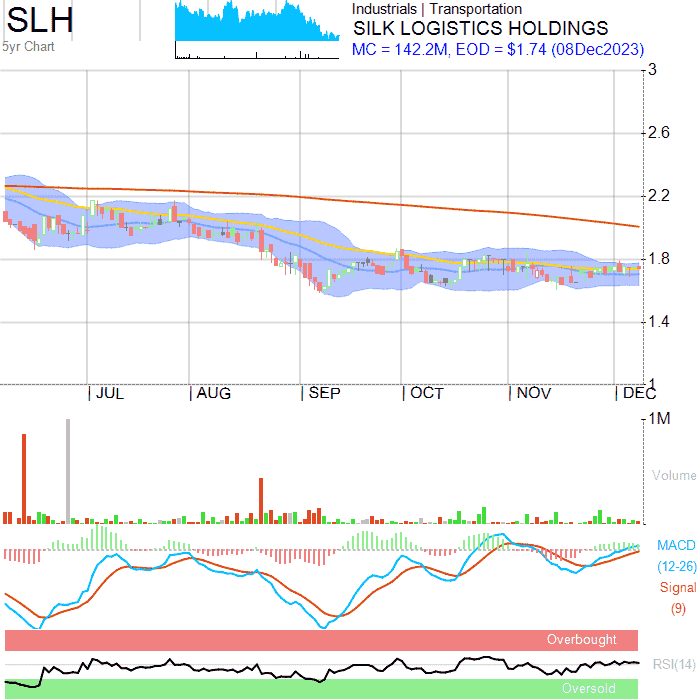 SLH
5yr Chart
Industrials | Transportation
SILK LOGISTICS HOLDINGS
MC = 142.2M, EOD = $1.74 (08Dec2023)
3
2.6
2.2
1.8
1.4
1
JUL AUG SEP OCT NOV DEC
1M
Volume
MACD
(12-26)
Signal
(9)
Overbought
RSI(14)
Oversold